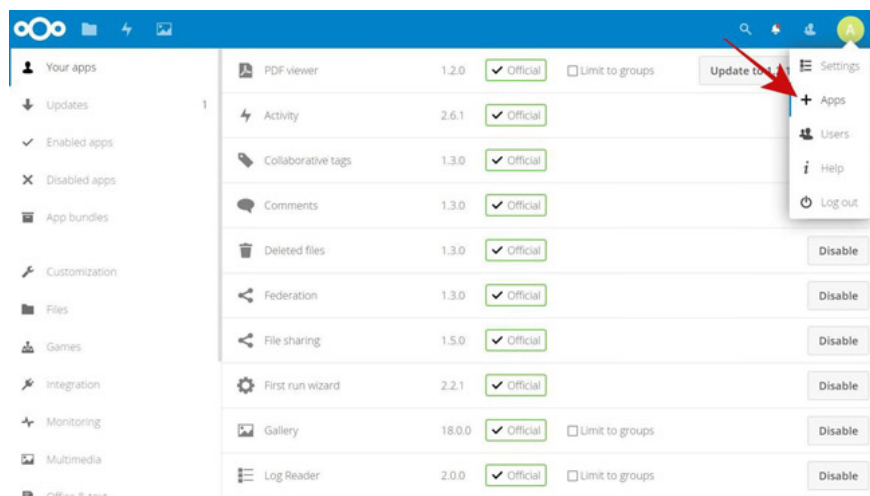 A
Your apps
Updates 1
Enabled apps
Disabled apps
App bundles
Customization
Files
Games
Integration
Monitoring
Multimedia
Office & text
PDF viewer 1.2.0 Official Limit to groups Update to
Activity 2.6.1 Official
Collaborative tags 1.3.0 Official
Comments 1.3.0 Official
Deleted files 1.3.0 Official Disable
Federation 1.3.0 Official Disable
File sharing 1.5.0 Official Disable
First run wizard 2.2.1 Official Disable
Gallery 18.0.0 Official Limit to groups Disable
Log Reader 2.0.0 Official Limit to groups Disable
Settings
Apps
Users
Help
Log out